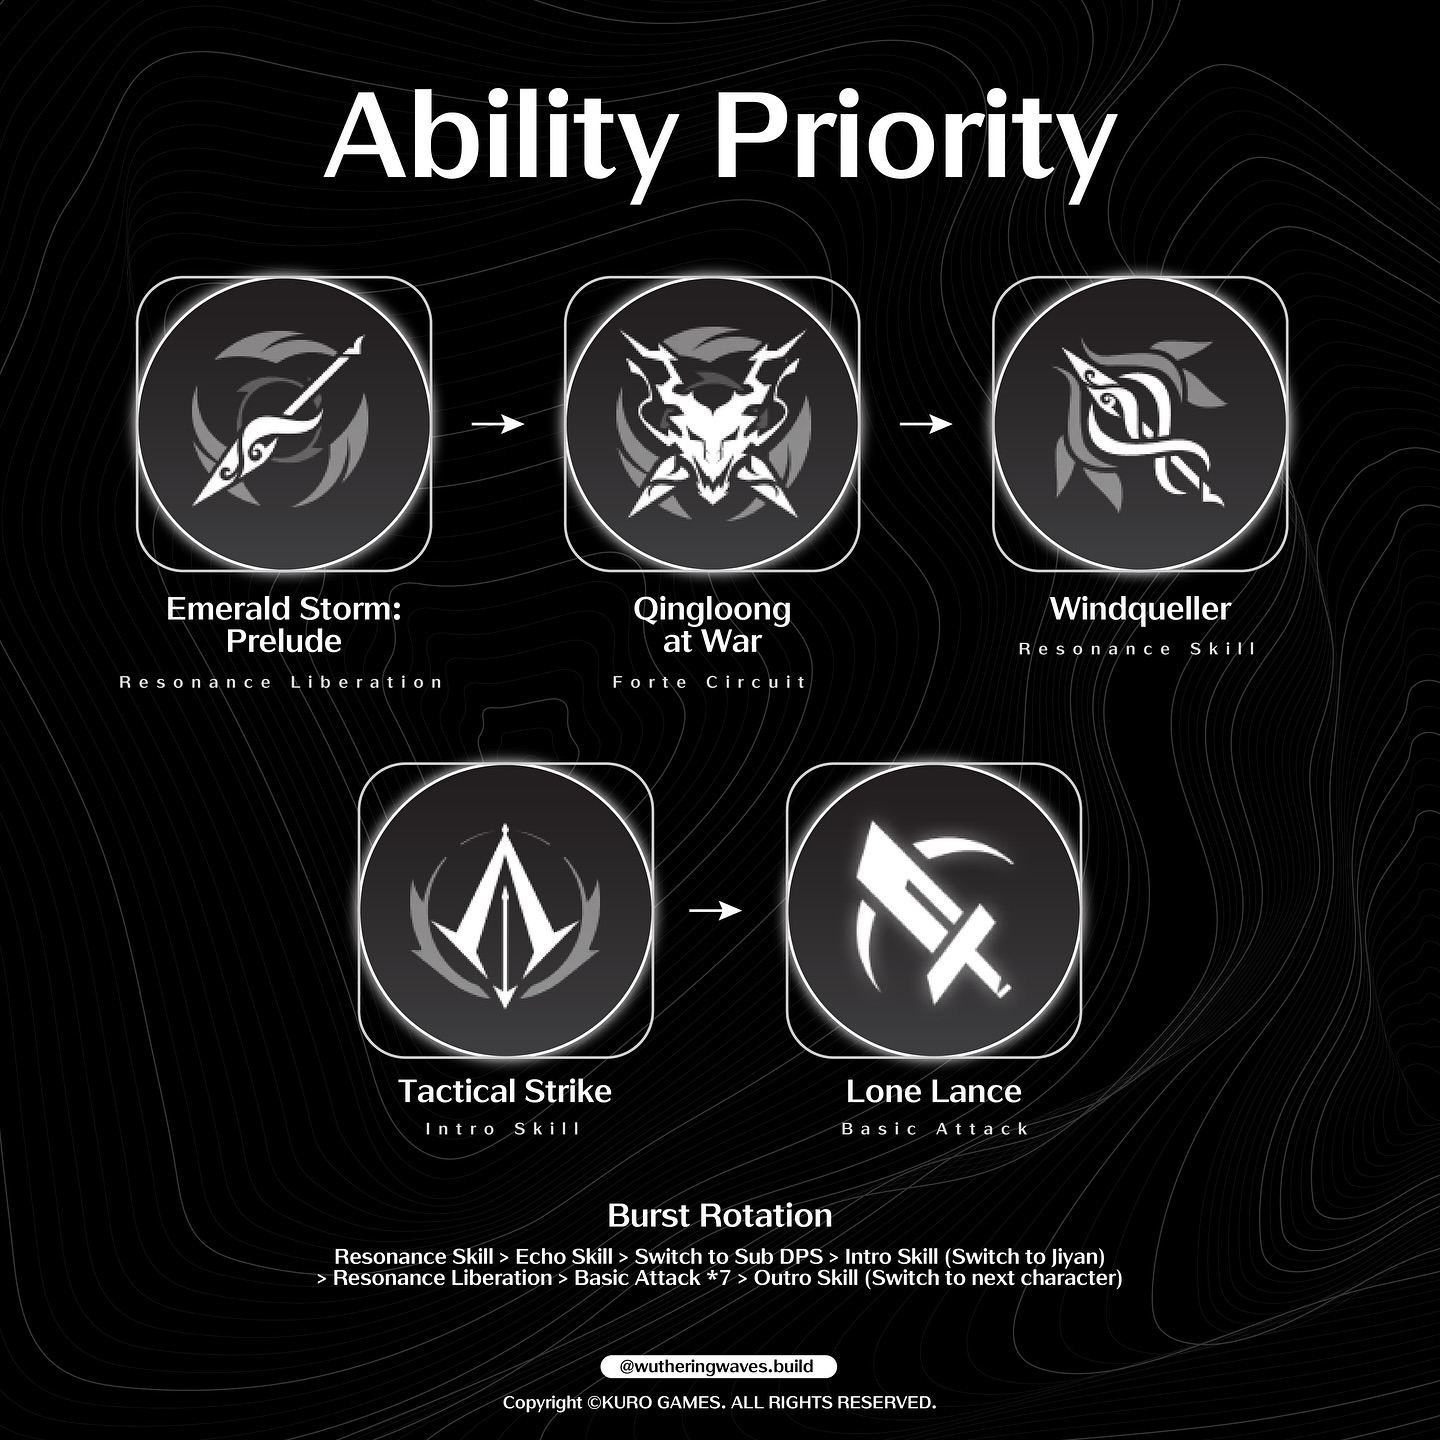 Ability Priority
Emerald Storm:
Prelude
Resonance Liberation
Qingloong
at War
Forte Circuit
Windqueller
Resonance Skill
Tactical Strike
Intro Skill
Lone Lance
Basic Attack
Burst Rotation
Resonance Skill > Echo Skill > Switch to Sub DPS > Intro Skill (Switch to Jiyan)
> Resonance Liberation > Basic Attack *7 > Outro Skill (Switch to next character)
@wutheringwaves.build
Copyright ©KURO GAMES. ALL RIGHTS RESERVED.